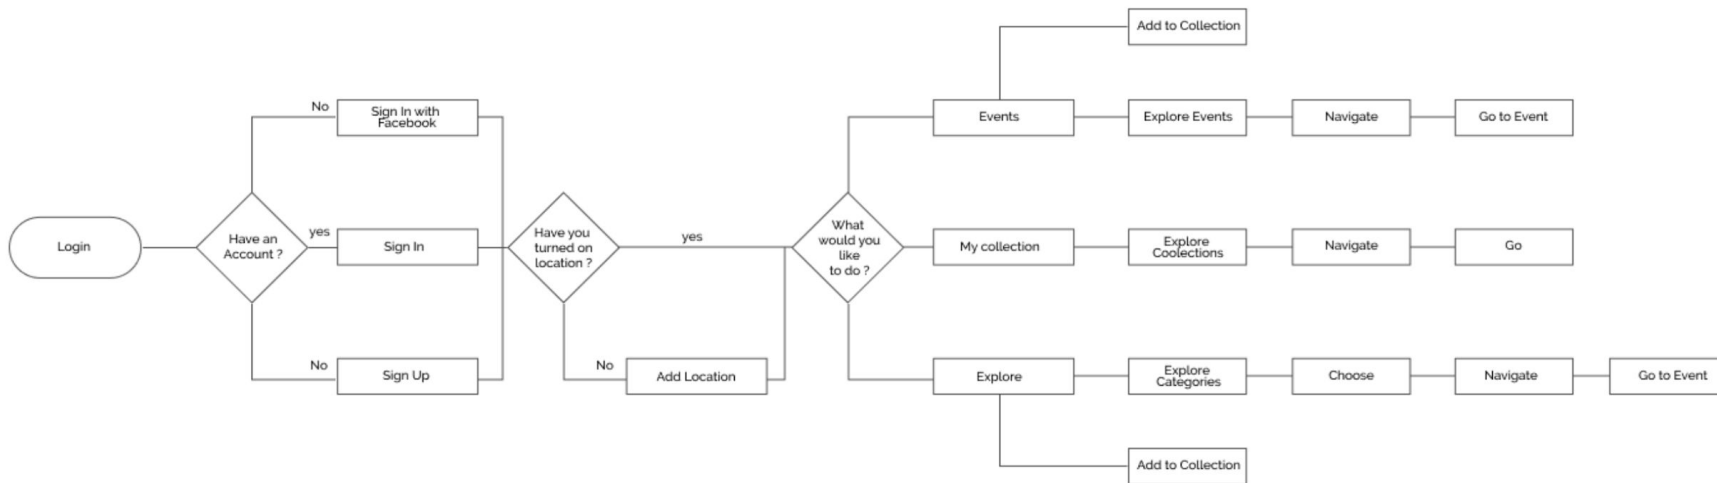 Add to Collection
No
Sign In with
Facebook
Events
Explore Events
Navigate
Go to Event
Login
Have an
Account ?
yes
Sign In
Have you
turned on
location ?
yes
What
would you
like
to do ?
My collection
Explore
Coolections
Navigate
Go
No
Sign Up
No
Add Location
Explore
Explore
Categories
Choose
Navigate
Go to Event
Add to Collection